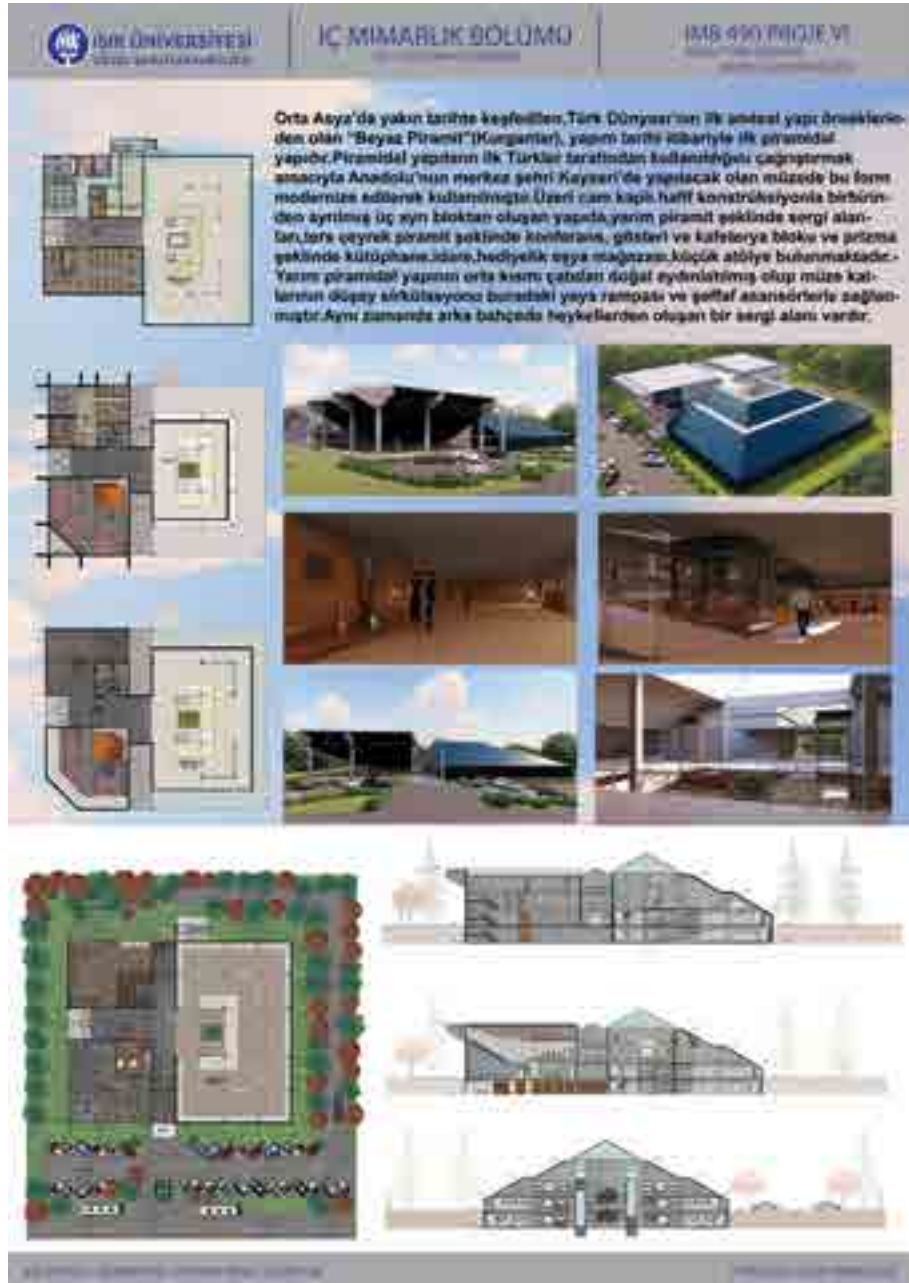 IŞIK ÜNİVERSİTESİ
İÇ MİMARLIK BÖLÜMÜ
IMB 490 PROJE VI
Orta Asya'da yakın tarihte keşfedilen,Türk Dünyası'nın ilk anıtsal yapı örneklerin-
den olan "Beyaz Piramit"(Kurganlar), yapım tarihi itibariyle ilk piramidal
yapıdır.Piramidal yapıların ilk Türkler tarafından kullanıldığını çağrıştırmak
amacıyla Anadolu'nun merkez şehri Kayseri'de yapılacak olan müzede bu form
modernize edilerek kullanılmıştır.Üzeri cam kaplı,hafif konstrüksiyonla birbirin-
den ayrılmış üç ayrı bloktan oluşan yapıda,yarım piramit şeklinde sergi alan-
ları,ters çeyrek piramit şeklinde konferans, gösteri ve kafeterya bloku ve prizma
şeklinde kütüphane,idare,hediyelik eşya mağazası,küçük atölye bulunmaktadır.-
Yarım piramidal yapının orta kısmı çatıdan doğal aydınlatılmış olup müze kat-
larının düşey sirkülasyonu buradaki yaya rampası ve şeffaf asansörlerle sağlan-
mıştır.Aynı zamanda arka bahçede heykellerden oluşan bir sergi alanı vardır.